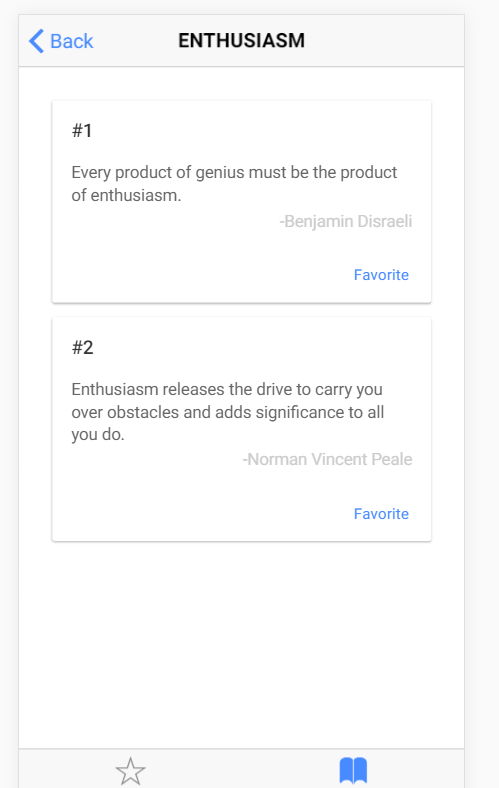 Back
ENTHUSIASM
#1
Every product of genius must be the product
of enthusiasm.
-Benjamin Disraeli
Favorite
#2
Enthusiasm releases the drive to carry you
over obstacles and adds significance to all
you do.
-Norman Vincent Peale
Favorite